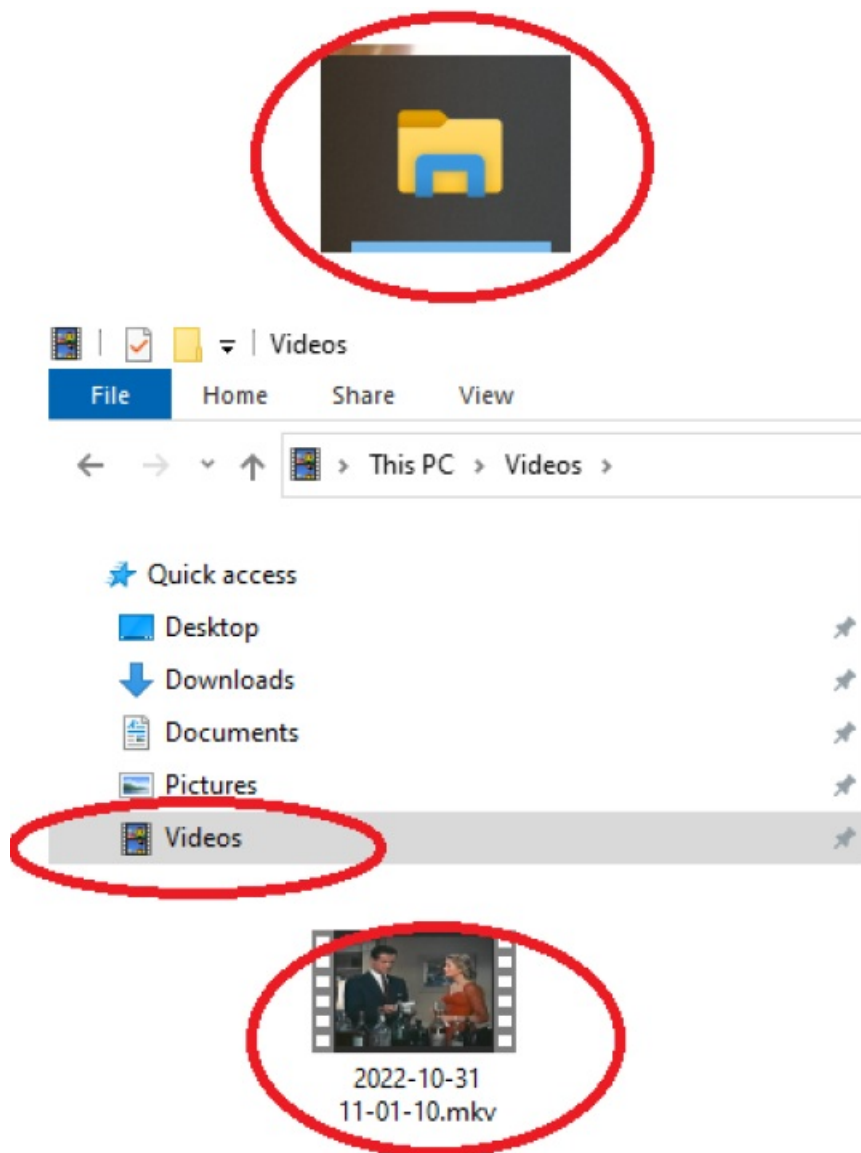 Videos
File Home Share View
This PC > Videos >
Quick access
Desktop
Downloads
Documents
Pictures
Videos
2022-10-31
11-01-10.mkv